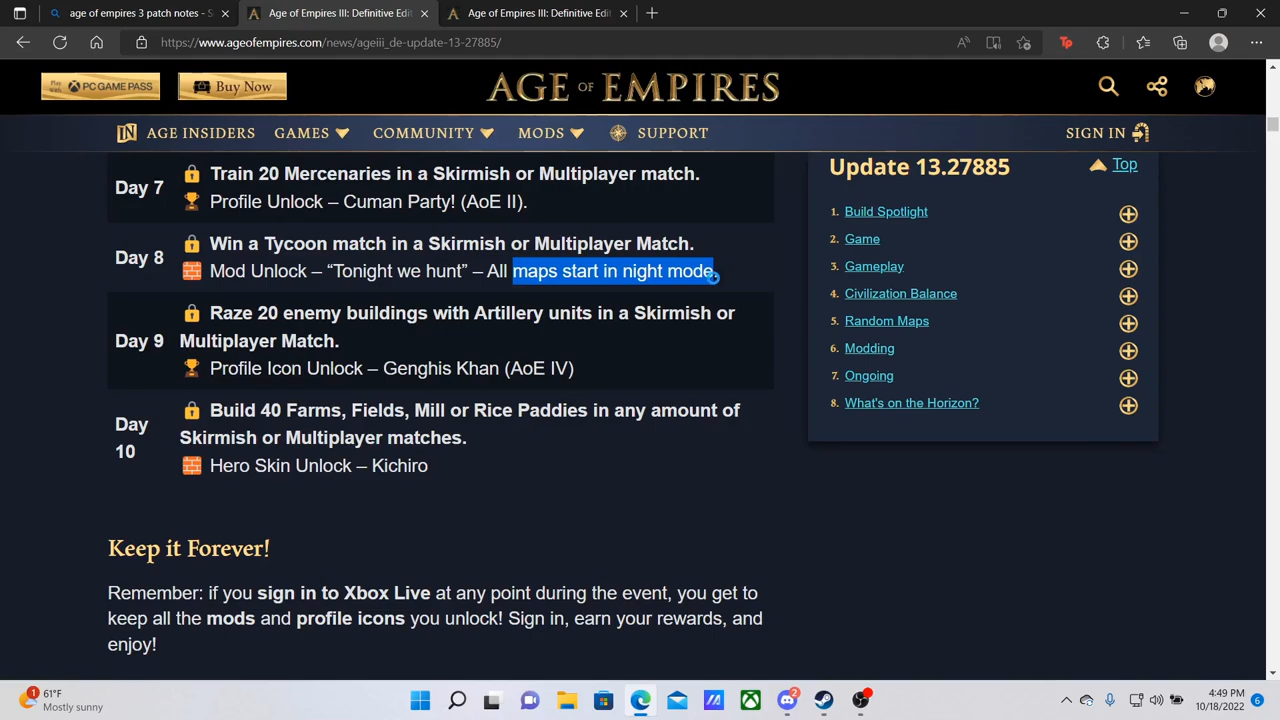 age of empires 3 patch notes - S
Age of Empires III: Definitive Edit
Age of Empires III: Definitive Edit
https://www.ageofempires.com/news/ageiii_de-update-13-27885/
PC GAME PASS
Buy Now
AGE OF EMPIRES
AGE INSIDERS GAMES COMMUNITY MODS SUPPORT SIGN IN
Day 7
Train 20 Mercenaries in a Skirmish or Multiplayer match.
Profile Unlock – Cuman Party! (AoE II).
Day 8
Win a Tycoon match in a Skirmish or Multiplayer Match.
Mod Unlock – “Tonight we hunt” – All maps start in night mode.
Day 9
Raze 20 enemy buildings with Artillery units in a Skirmish or
Multiplayer Match.
Profile Icon Unlock – Genghis Khan (AoE IV)
Day
10
Build 40 Farms, Fields, Mill or Rice Paddies in any amount of
Skirmish or Multiplayer matches.
Hero Skin Unlock – Kichiro
Keep it Forever!
Remember: if you sign in to Xbox Live at any point during the event, you get to
keep all the mods and profile icons you unlock! Sign in, earn your rewards, and
enjoy!
Update 13.27885
Top
1. Build Spotlight
2. Game
3. Gameplay
4. Civilization Balance
5. Random Maps
6. Modding
7. Ongoing
8. What's on the Horizon?
1
61°F
Mostly sunny
2
4:49 PM
10/18/2022
6